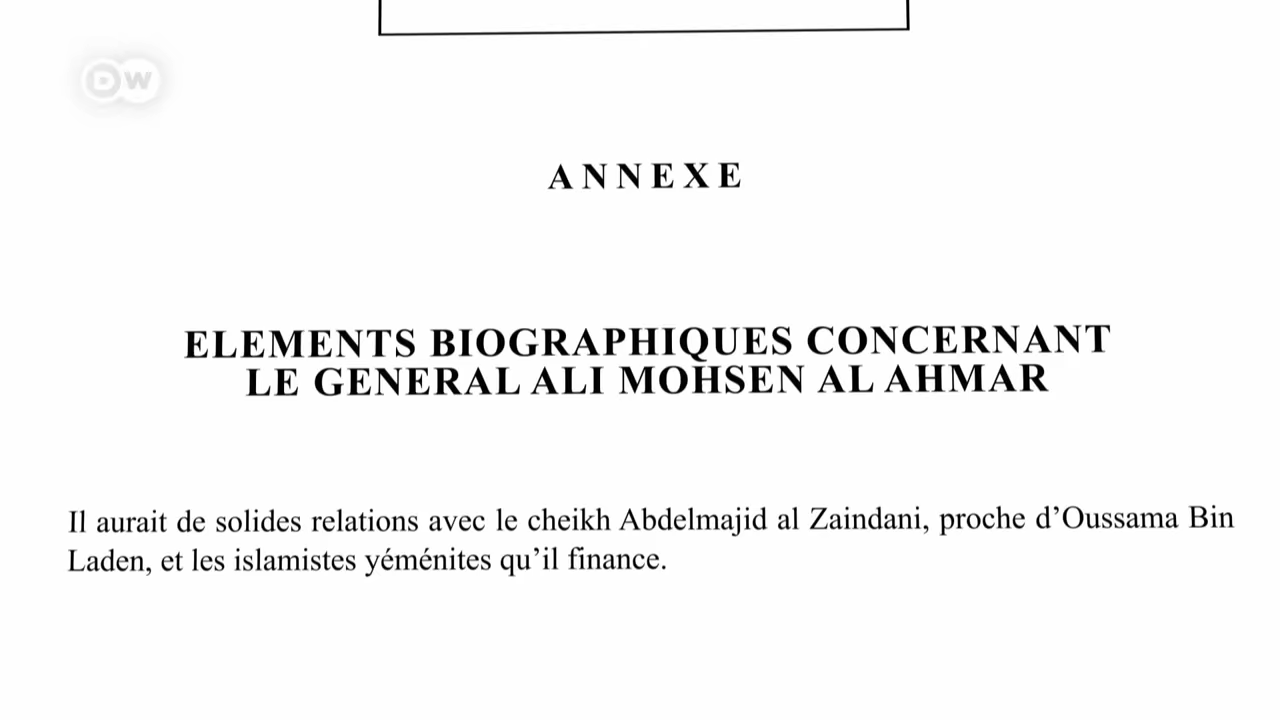 DW
ANNEXE
ELEMENTS BIOGRAPHIQUES CONCERNANT
LE GENERAL ALI MOHSEN AL AHMAR
Il aurait de solides relations avec le cheikh Abdelmajid al Zaindani, proche d’Oussama Bin
Laden, et les islamistes yéménites qu’il finance.